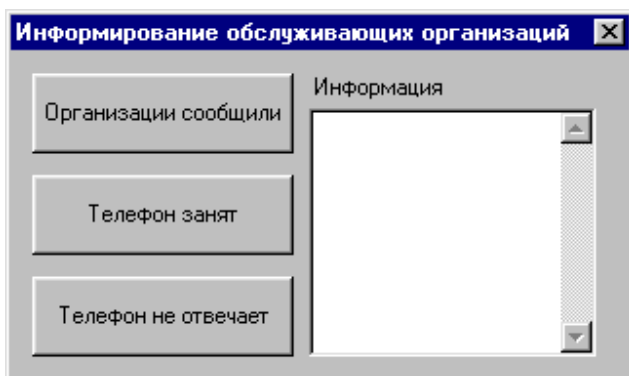 Информирование обслуживающих организаций
Организации сообщили
Информация
Телефон занят
Телефон не отвечает